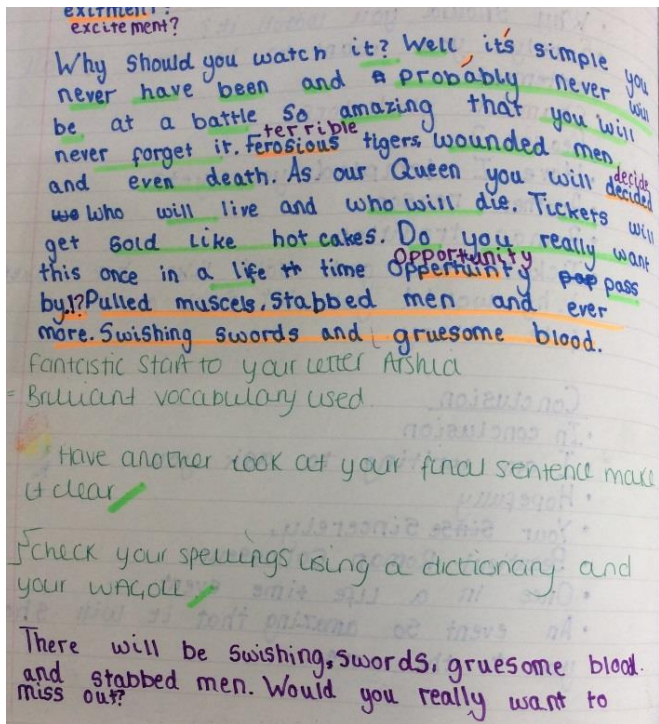 excitment?
excitement?
Why should you watch it? Well, it's simple you
never have been and a probably never will
be at a battle so amazing that you will
terrible
never forget it. Ferosious tigers, wounded men,
and even death. As our Queen you will decided
decide
we who will live and who will die. Tickets will
get sold like hot cakes. Do you really want
Opportunity
this once in a life th time Oppertuinty pap pass
by!? Pulled muscels, stabbed men and ever
more. Swishing swords and gruesome blood.
Fantastic start to your letter Arshia
= Brilliant vocabulary used.
Have another look at your final sentence make
it clear
check your spellings using a dictionary and
your WAGOLL
There will be swishing, swords, gruesome blood.
and stabbed men. Would you really want to
miss out?